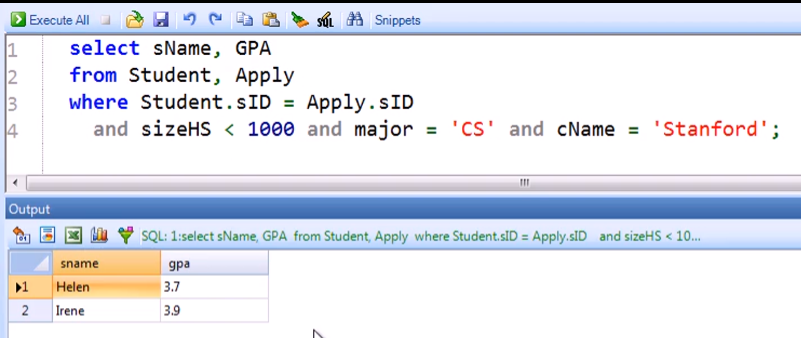 Execute All SQL Snippets
1 select sName, GPA
2 from Student, Apply
3 where Student.sID = Apply.sID
4 and sizeHS < 1000 and major = 'CS' and cName = 'Stanford';
Output
SQL: 1:select sName, GPA from Student, Apply where Student.sID = Apply.sID and sizeHS < 10...
sname gpa
1 Helen 3.7
2 Irene 3.9